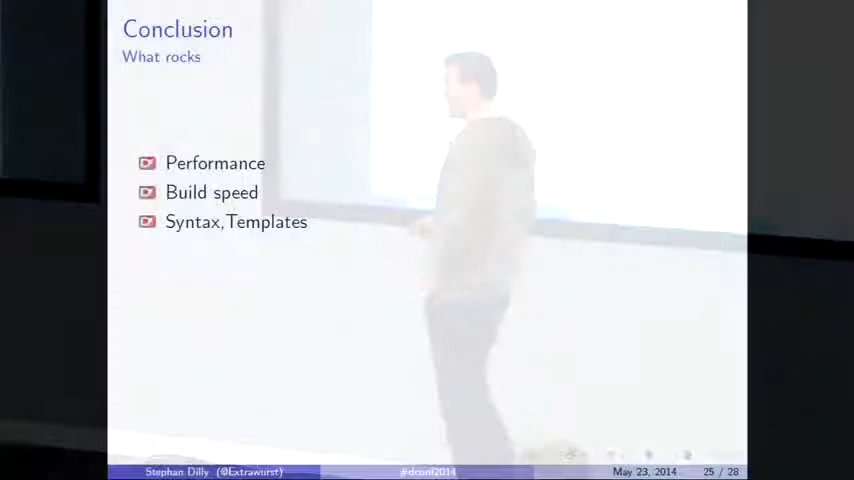 Conclusion
What rocks
Performance
Build speed
Syntax,Templates
Stephan Dilly (@Extrawurst) #dconf2014 May 23, 2014 25 / 28